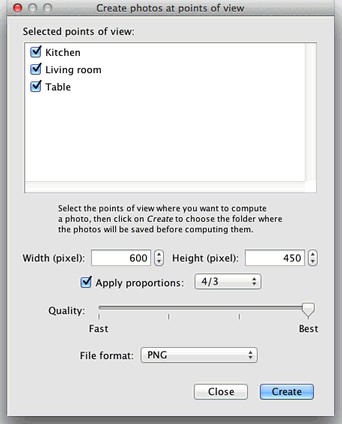 Create photos at points of view
Selected points of view:
Kitchen
Living room
Table
Select the points of view where you want to compute
a photo, then click on Create to choose the folder where
the photos will be saved before computing them.
Width (pixel): 600 Height (pixel): 450
Apply proportions: 4/3
Quality:
Fast Best
File format: PNG
Close Create